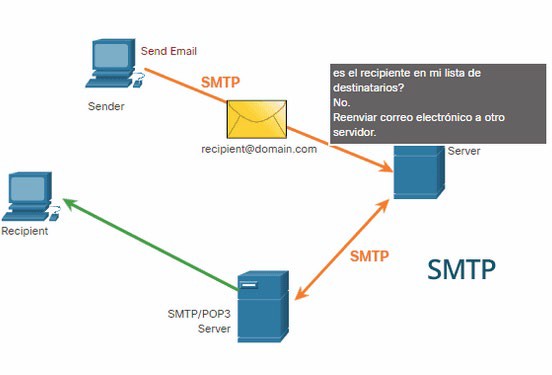 Send Email
SMTP
Sender
es el recipiente en mi lista de
destinatarios?
No.
Reenviar correo electrónico a otro
servidor.
recipient@domain.com
Server
Recipient
SMTP
SMTP
SMTP/POP3
Server